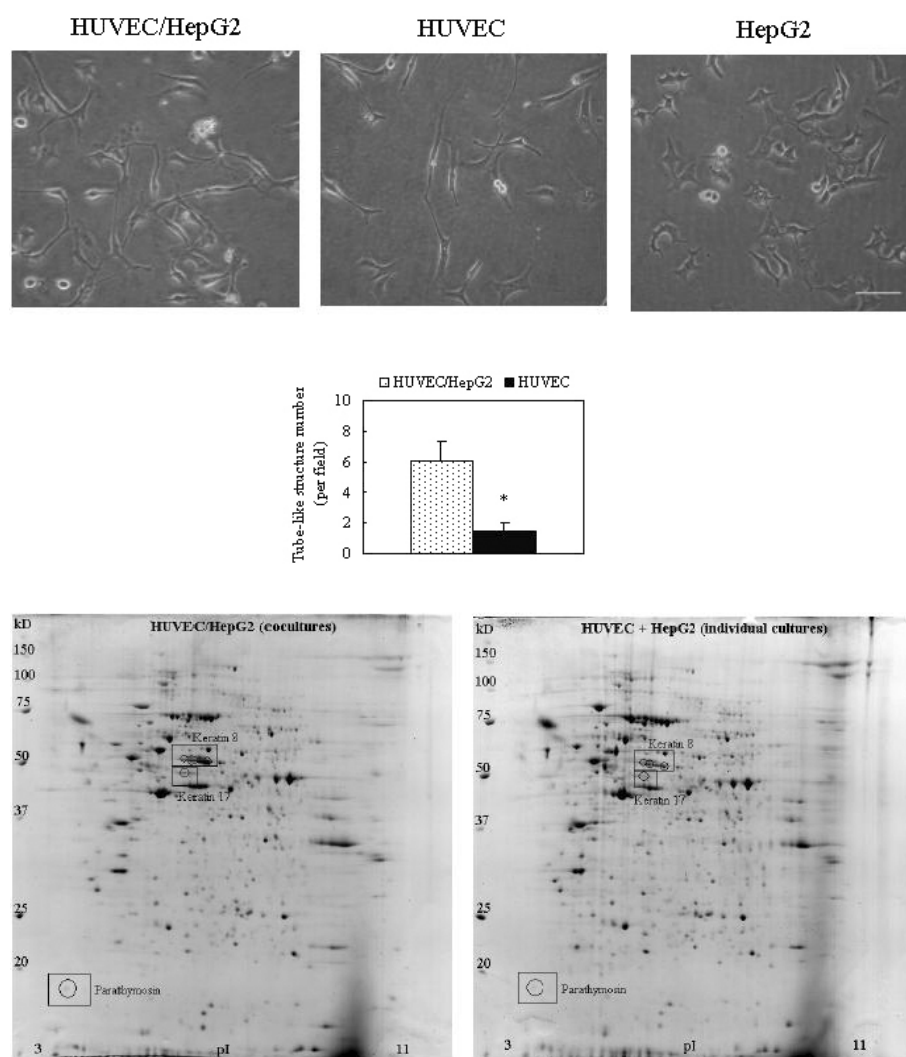 HUVEC/HepG2
HUVEC
HepG2
HUVEC/HepG2 HUVEC
Tube-like structure number
(per field)
10
8
6
4
2
0
*
kD
HUVEC/HepG2 (cocultures)
150
100
75
Keratin 8
50
Keratin 17
37
25
20
Parathymosin
3
pI
11
kD
HUVEC + HepG2 (individual cultures)
150
100
75
Keratin 8
50
Keratin 17
37
25
20
Parathymosin
3
pI
11